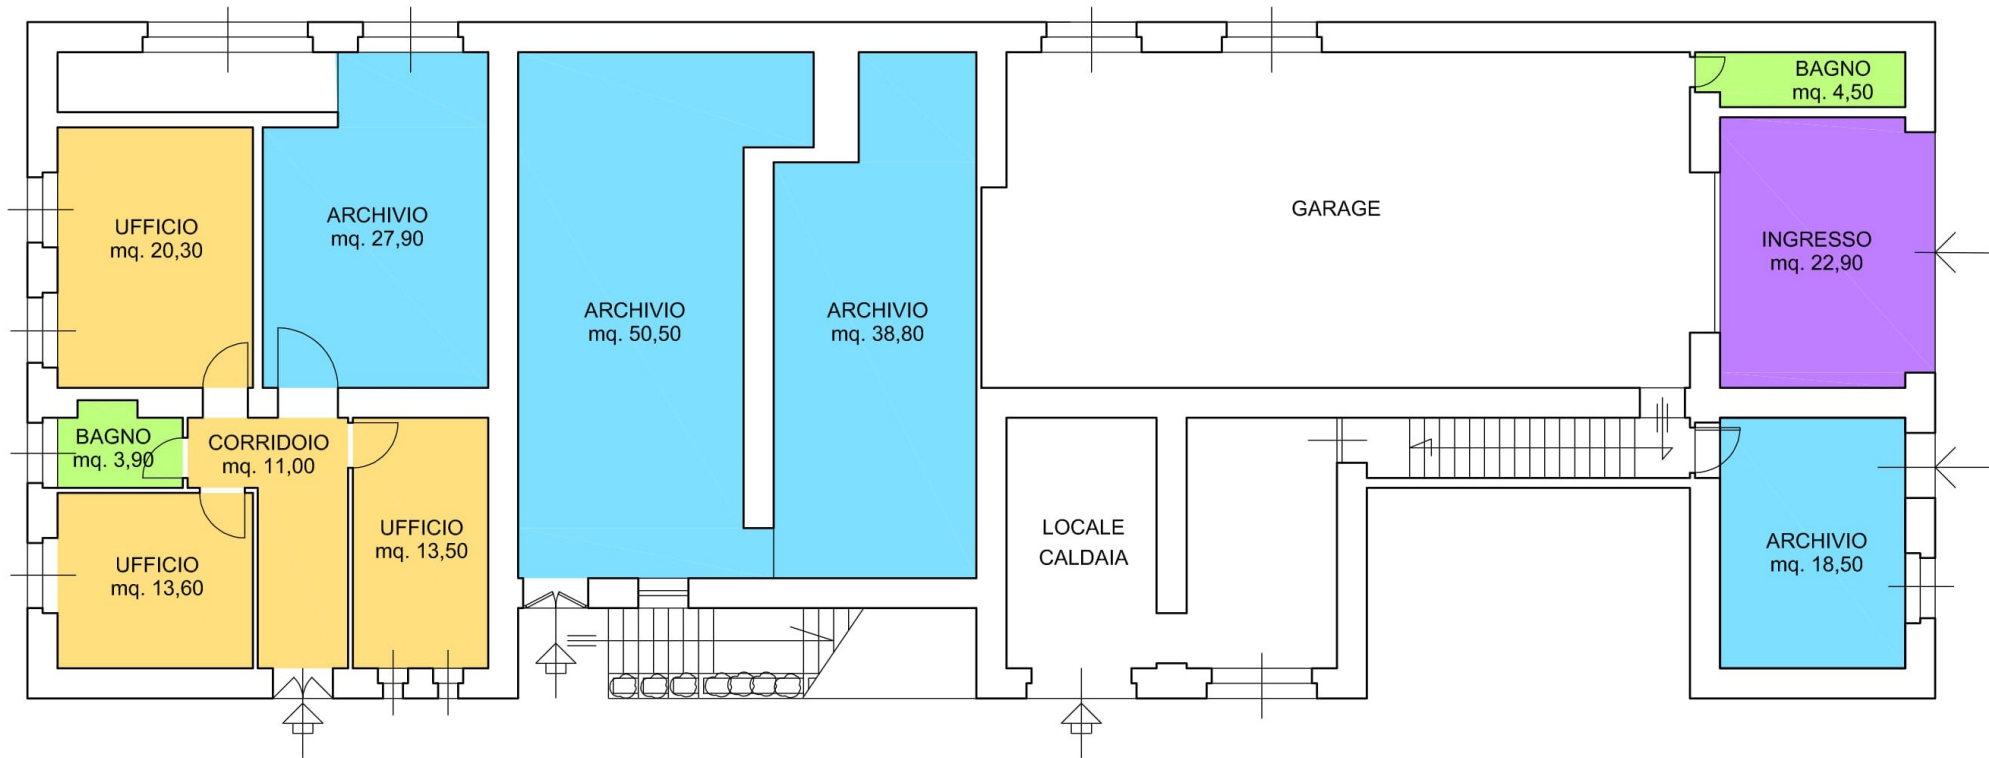 BAGNO
mq. 4,50
UFFICIO
mq. 20,30
ARCHIVIO
mq. 27,90
GARAGE
INGRESSO
mq. 22,90
ARCHIVIO
mq. 50,50
ARCHIVIO
mq. 38,80
BAGNO
mq. 3,90
CORRIDOIO
mq. 11,00
UFFICIO
mq. 13,60
UFFICIO
mq. 13,50
LOCALE
CALDAIA
ARCHIVIO
mq. 18,50